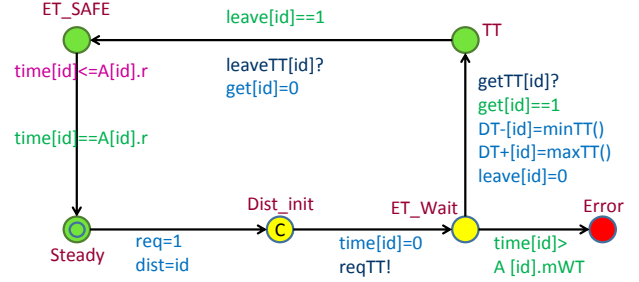 ET_SAFE
leave[id]==1
TT
time[id]<=A[id].r
leaveTT[id]?
get[id]=0
getTT[id]?
get[id]==1
DT-[id]=minTT()
DT+[id]=maxTT()
leave[id]=0
time[id]==A[id].r
Dist_init
ET_Wait
Error
C
Steady
req=1
dist=id
time[id]=0
reqTT!
time[id]>
A [id].mWT